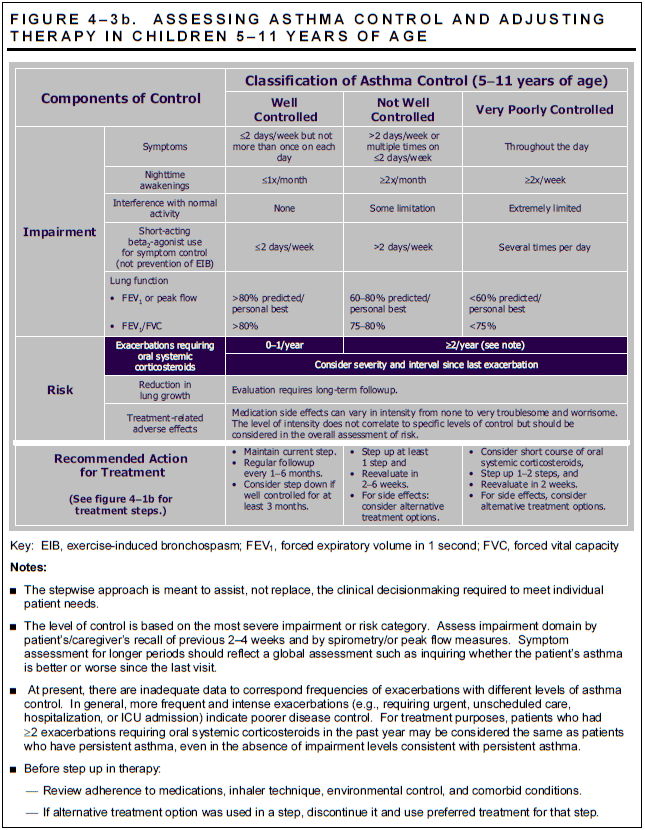 FIGURE 4–3b. ASSESSING ASTHMA CONTROL AND ADJUSTING
THERAPY IN CHILDREN 5–11 YEARS OF AGE
Components of Control
Classification of Asthma Control (5–11 years of age)
Well
Controlled
Not Well
Controlled
Very Poorly Controlled
Impairment
Symptoms
≤2 days/week but not
more than once on each
day
>2 days/week or
multiple times on
≤2 days/week
Throughout the day
Nighttime
awakenings
≤1x/month
≥2x/month
≥2x/week
Interference with normal
activity
None
Some limitation
Extremely limited
Short-acting
beta₂-agonist use
for symptom control
(not prevention of EIB)
≤2 days/week
>2 days/week
Several times per day
Lung function
• FEV₁ or peak flow
>80% predicted/
personal best
60–80% predicted/
personal best
<60% predicted/
personal best
• FEV₁/FVC
>80%
75–80%
<75%
Risk
Exacerbations requiring
oral systemic
corticosteroids
0–1/year
≥2/year (see note)
Consider severity and interval since last exacerbation
Reduction in
lung growth
Evaluation requires long-term followup.
Treatment-related
adverse effects
Medication side effects can vary in intensity from none to very troublesome and worrisome.
The level of intensity does not correlate to specific levels of control but should be
considered in the overall assessment of risk.
Recommended Action
for Treatment
(See figure 4–1b for
treatment steps.)
• Maintain current step.
• Regular followup
every 1–6 months.
• Consider step down if
well controlled for at
least 3 months.
• Step up at least
1 step and
• Reevaluate in
2–6 weeks.
• For side effects:
consider alternative
treatment options.
• Consider short course of oral
systemic corticosteroids,
• Step up 1–2 steps, and
• Reevaluate in 2 weeks.
• For side effects, consider
alternative treatment options.
Key: EIB, exercise-induced bronchospasm; FEV₁, forced expiratory volume in 1 second; FVC, forced vital capacity
Notes:
■ The stepwise approach is meant to assist, not replace, the clinical decisionmaking required to meet individual
patient needs.
■ The level of control is based on the most severe impairment or risk category. Assess impairment domain by
patient's/caregiver's recall of previous 2–4 weeks and by spirometry/or peak flow measures. Symptom
assessment for longer periods should reflect a global assessment such as inquiring whether the patient's asthma
is better or worse since the last visit.
■ At present, there are inadequate data to correspond frequencies of exacerbations with different levels of asthma
control. In general, more frequent and intense exacerbations (e.g., requiring urgent, unscheduled care,
hospitalization, or ICU admission) indicate poorer disease control. For treatment purposes, patients who had
≥2 exacerbations requiring oral systemic corticosteroids in the past year may be considered the same as patients
who have persistent asthma, even in the absence of impairment levels consistent with persistent asthma.
■ Before step up in therapy:
— Review adherence to medications, inhaler technique, environmental control, and comorbid conditions.
— If alternative treatment option was used in a step, discontinue it and use preferred treatment for that step.